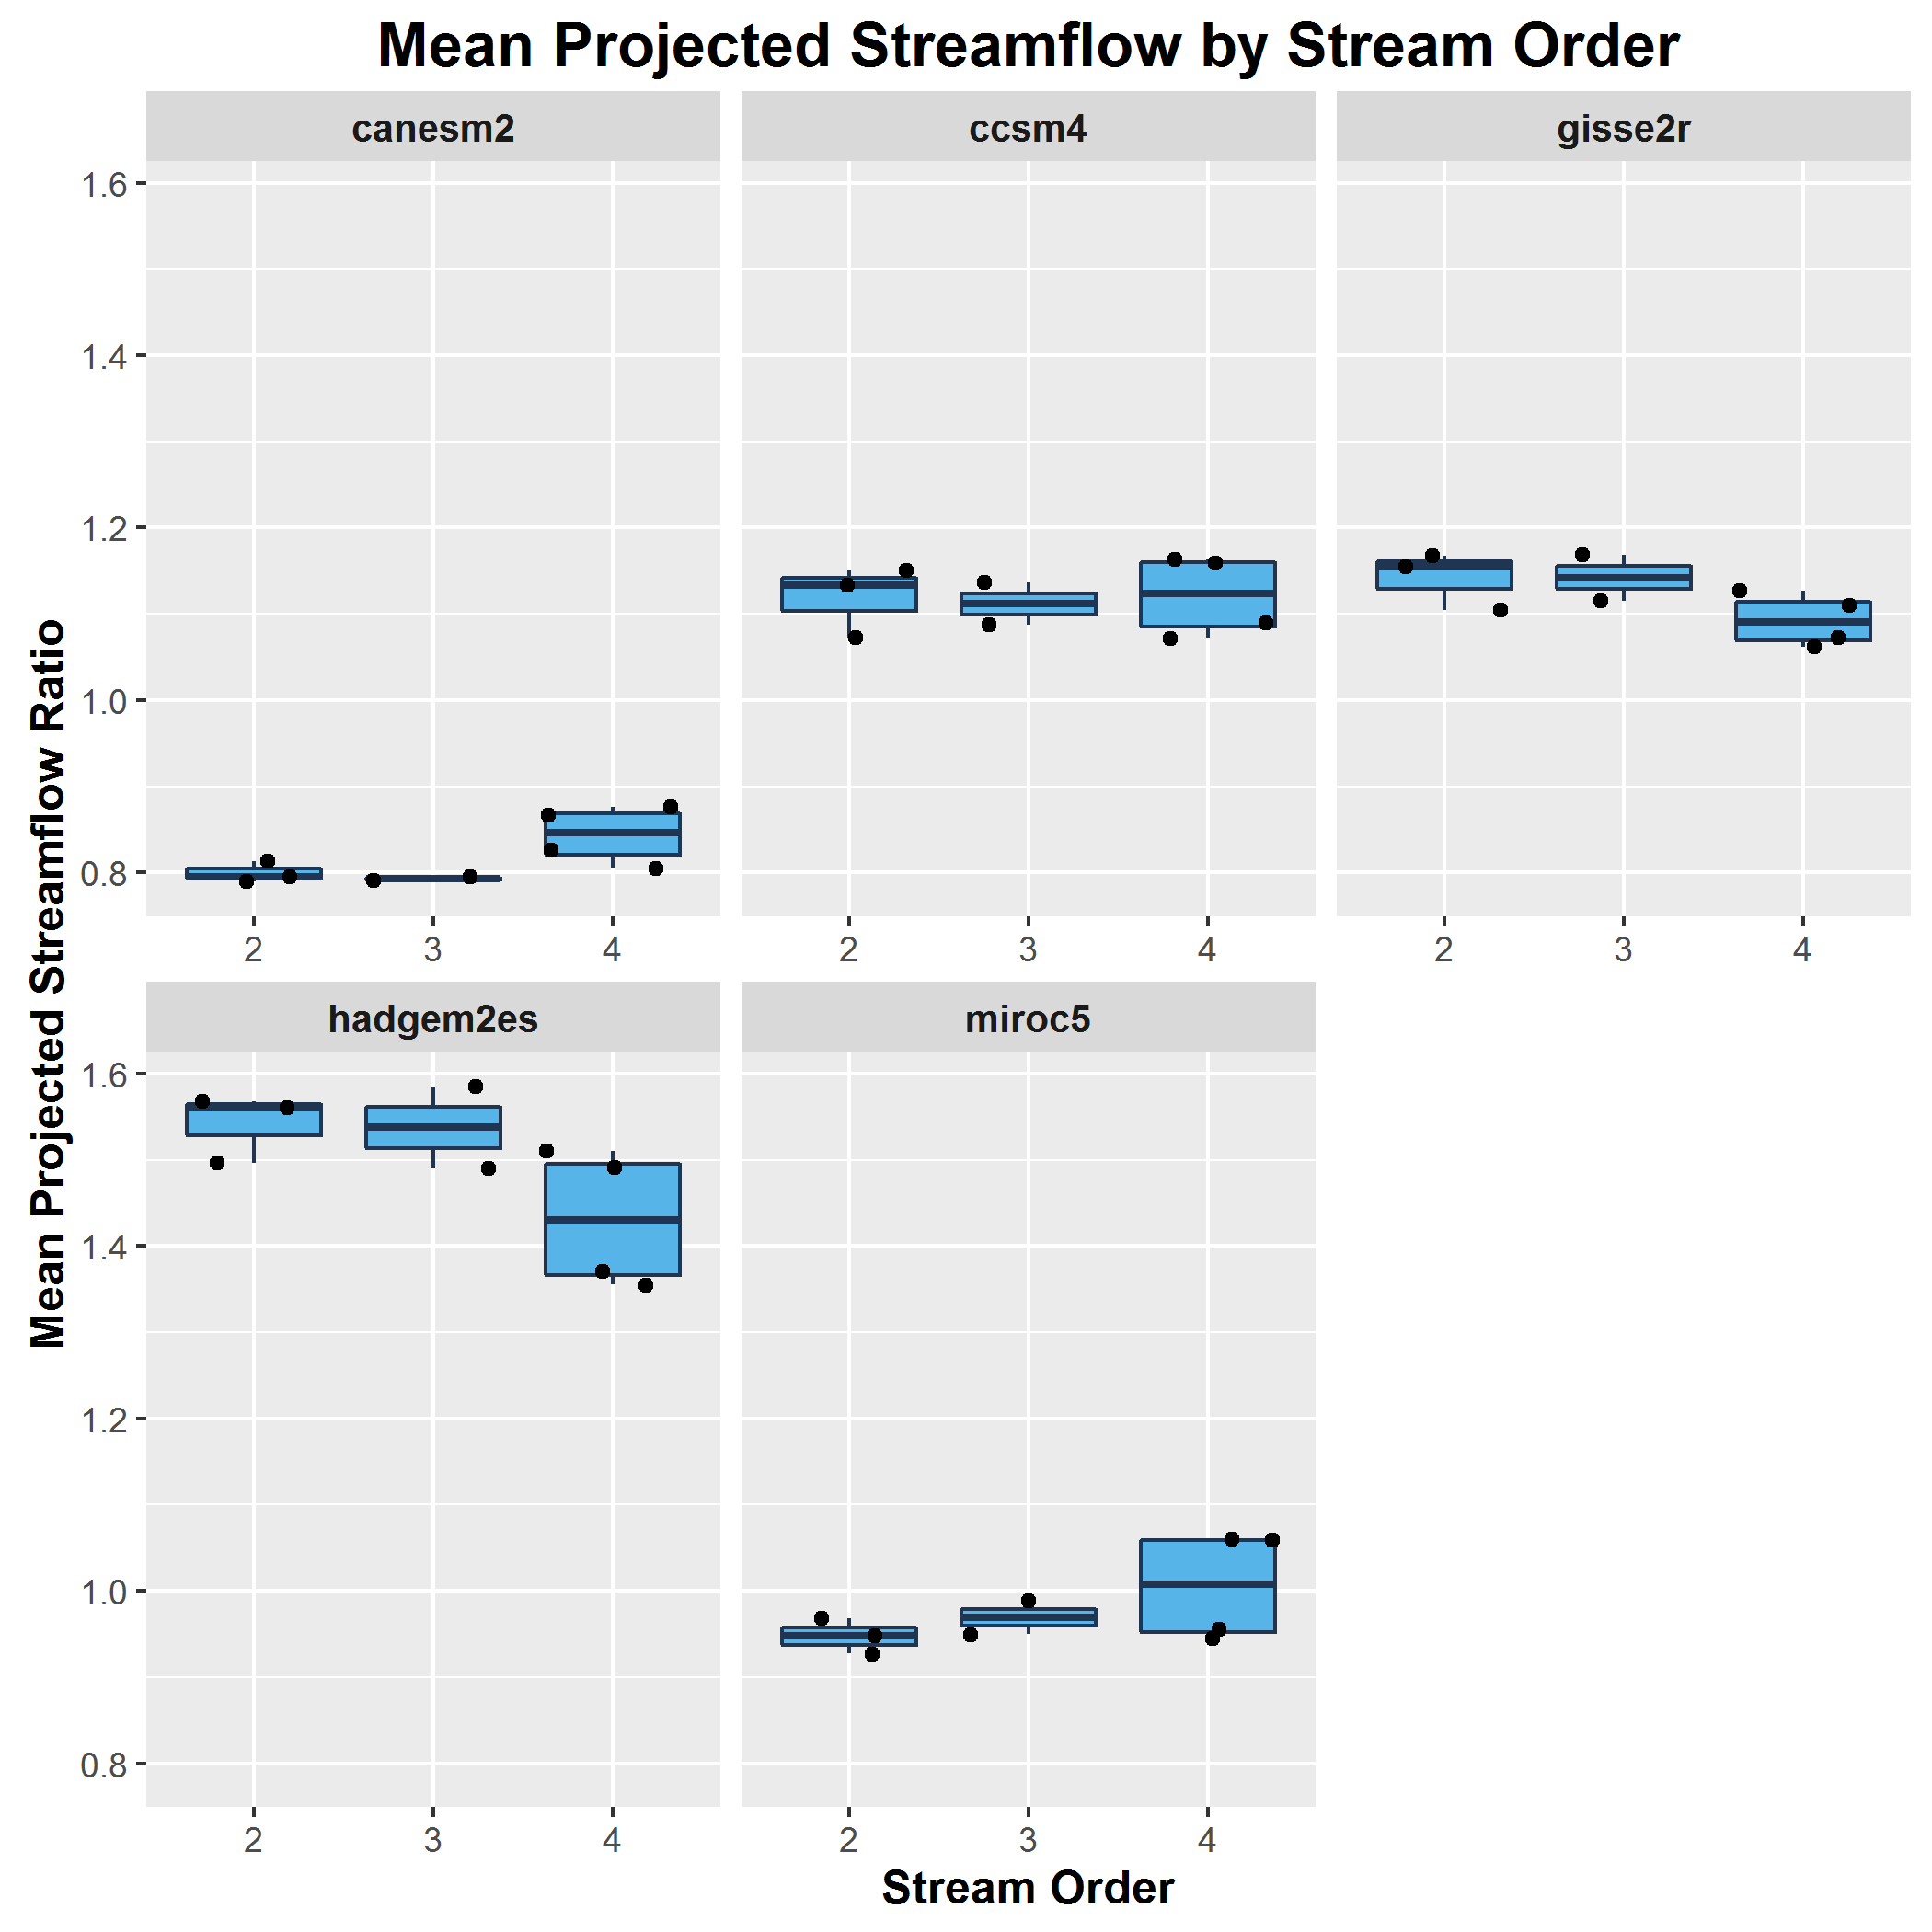 Mean Projected Streamflow by Stream Order
canesm2
ccsm4
gisse2r
Mean Projected Streamflow Ratio
1.6
1.4
1.2
1.0
0.8
2 3 4
2 3 4
2 3 4
hadgem2es
miroc5
1.6
1.4
1.2
1.0
0.8
2 3 4
2 3 4
Stream Order